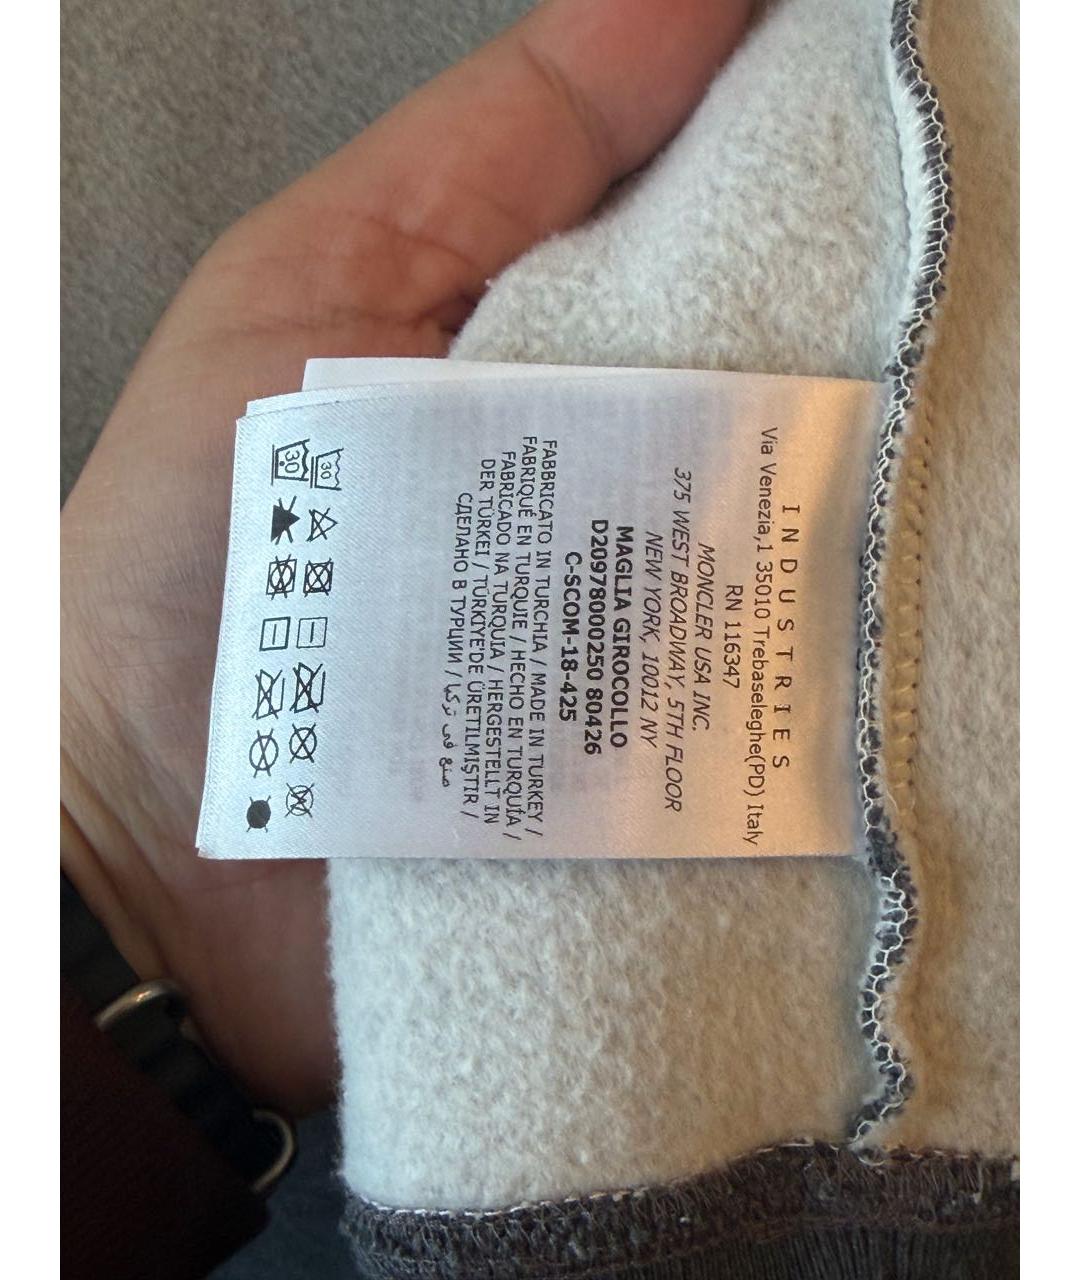 INDUSTRIES
Via Venezia,1 35010 Trebaseleghe(PD) Italy
RN 116347
MONCLER USA INC.
375 WEST BROADWAY, 5TH FLOOR
NEW YORK, 10012 NY
MAGLIA GIROCOLLO
D20978000250 80426
C-SCOM-18-425
FABBRICATO IN TURCHIA / MADE IN TURKEY /
FABRIQUÉ EN TURQUIE / HECHO EN TURQUÍA /
FABRICADO NA TURQUIA / HERGESTELLT IN
DER TÜRKEI / TÜRKIYE'DE ÜRETILMIŞTIR /
СДЕЛАНО В ТУРЦИИ / صنع في تركيا
30
30